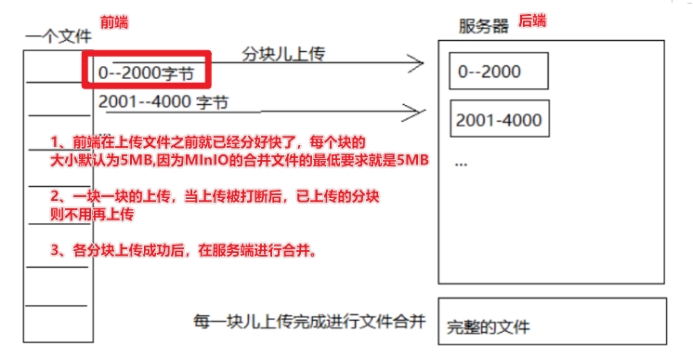 前端
一个文件
服务器 后端
分块儿上传
0--2000字节
0--2000
2001--4000 字节
2001-4000
...
...
1、前端在上传文件之前就已经分好快了，每个块的
大小默认为5MB,因为MInIO的合并文件的最低要求就是5MB
2、一块一块的上传，当上传被打断后，已上传的分块
则不用再上传
3、各分块上传成功后，在服务端进行合并。
每一块儿上传完成进行文件合并
完整的文件